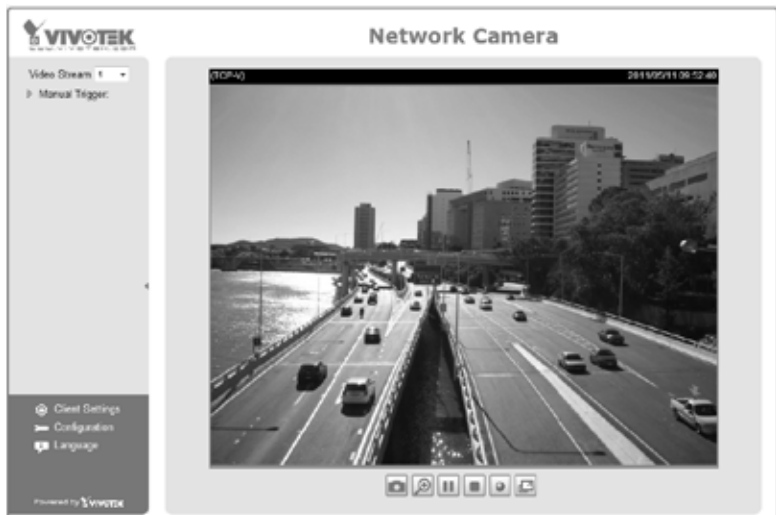 VIVOTEK
Network Camera
Video Stream 1
Manual Trigger:
(TCP-V)
2011/05/11 09:52:40
Client Settings
Configuration
Language
Powered by VIVOTEK